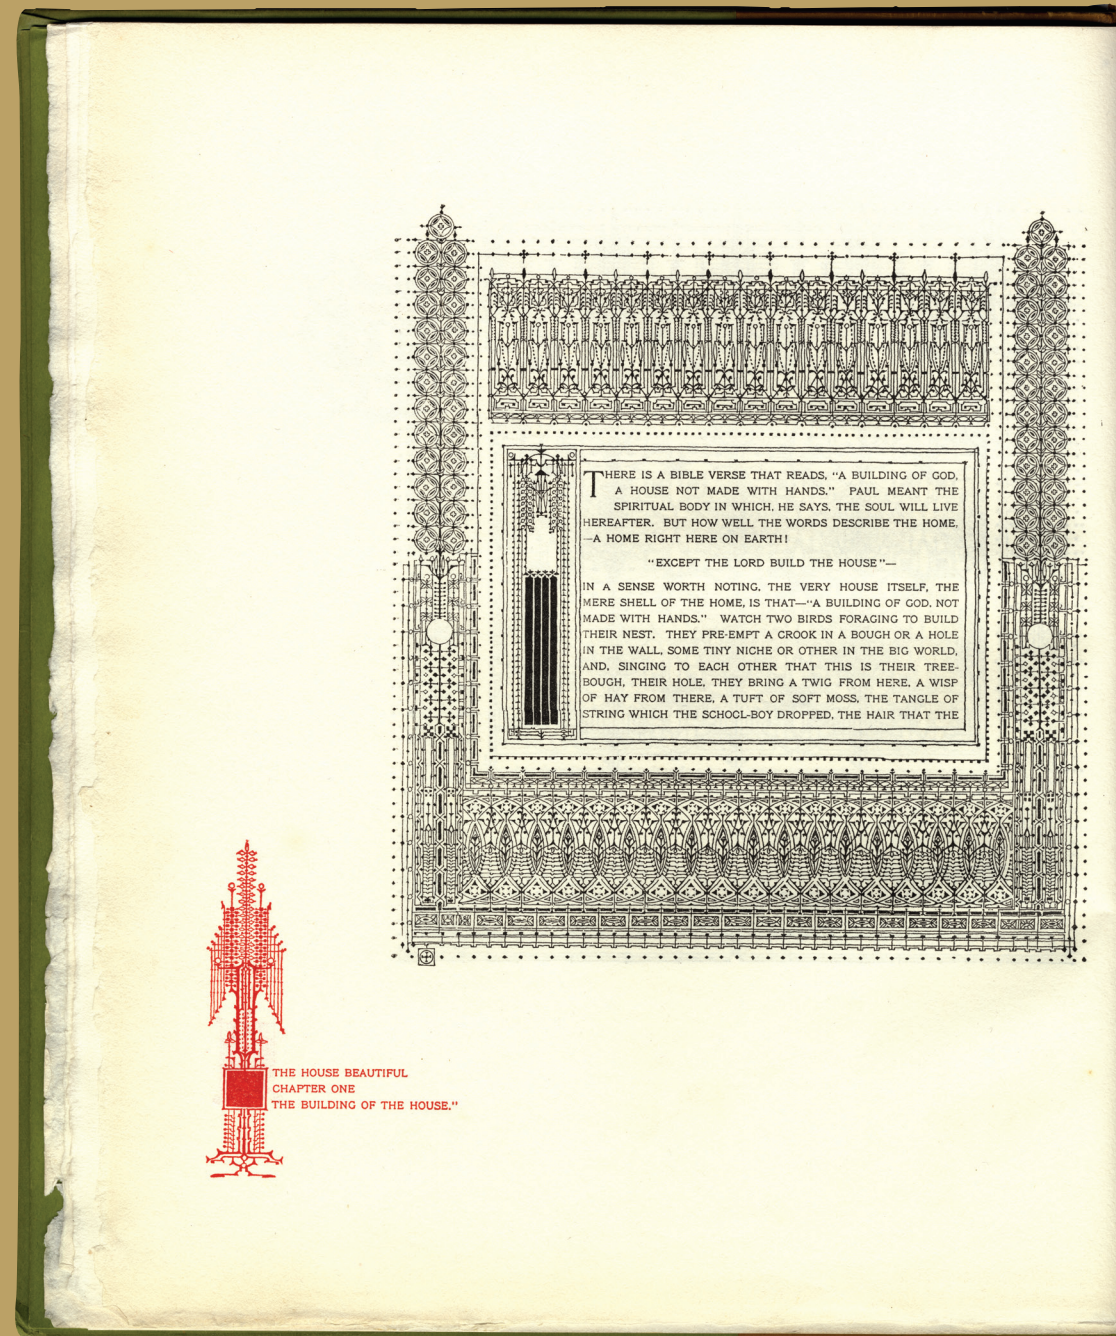 THERE IS A BIBLE VERSE THAT READS, "A BUILDING OF GOD,
A HOUSE NOT MADE WITH HANDS." PAUL MEANT THE
SPIRITUAL BODY IN WHICH, HE SAYS, THE SOUL WILL LIVE
HEREAFTER. BUT HOW WELL THE WORDS DESCRIBE THE HOME,
—A HOME RIGHT HERE ON EARTH!
"EXCEPT THE LORD BUILD THE HOUSE"—
IN A SENSE WORTH NOTING, THE VERY HOUSE ITSELF, THE
MERE SHELL OF THE HOME, IS THAT—"A BUILDING OF GOD, NOT
MADE WITH HANDS." WATCH TWO BIRDS FORAGING TO BUILD
THEIR NEST. THEY PRE-EMPT A CROOK IN A BOUGH OR A HOLE
IN THE WALL, SOME TINY NICHE OR OTHER IN THE BIG WORLD,
AND, SINGING TO EACH OTHER THAT THIS IS THEIR TREE-
BOUGH, THEIR HOLE, THEY BRING A TWIG FROM HERE, A WISP
OF HAY FROM THERE, A TUFT OF SOFT MOSS, THE TANGLE OF
STRING WHICH THE SCHOOL-BOY DROPPED, THE HAIR THAT THE
THE HOUSE BEAUTIFUL
CHAPTER ONE
THE BUILDING OF THE HOUSE."